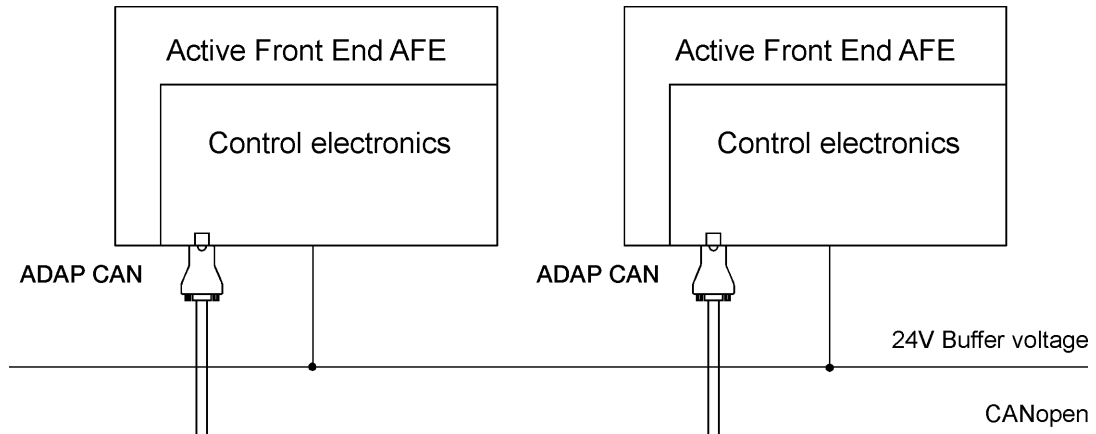 Active Front End AFE
Active Front End AFE
Control electronics
Control electronics
ADAP CAN
ADAP CAN
24V Buffer voltage
CANopen